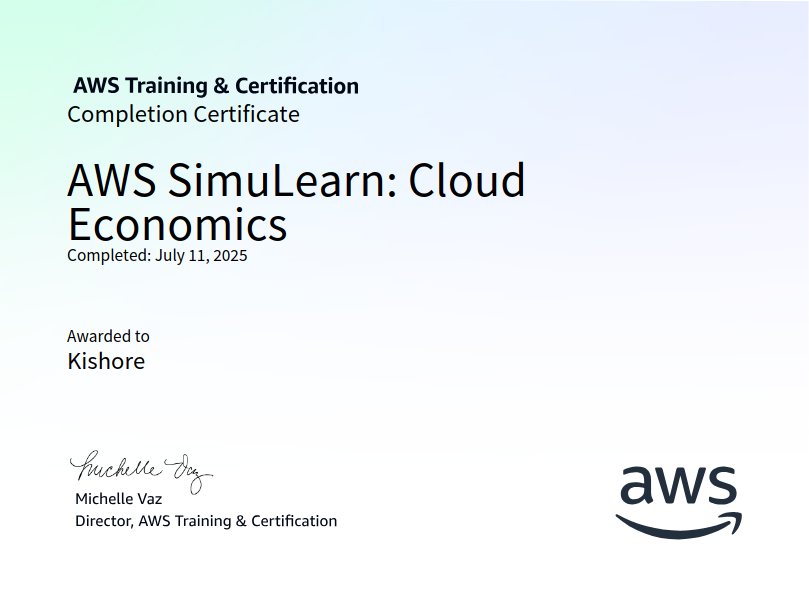 AWS Training & Certification
Completion Certificate
AWS SimuLearn: Cloud
Economics
Completed: July 11, 2025
Awarded to
Kishore
Michelle Vaz
Michelle Vaz
Director, AWS Training & Certification
aws